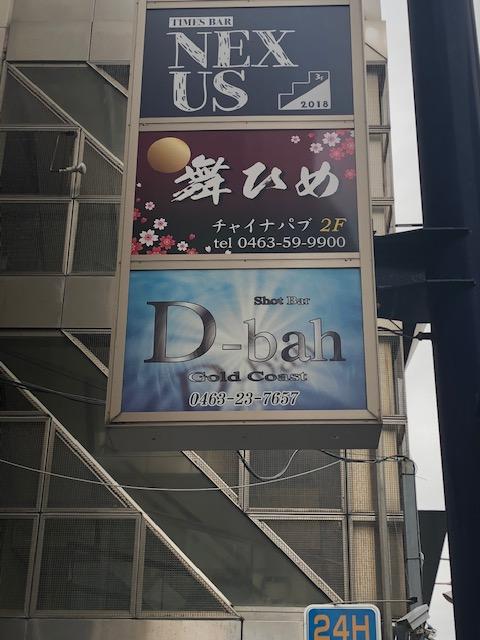 TIMES BAR
NEX
US
3F
2018
舞ひめ
チャイナパブ 2F
tel 0463-59-9900
Shot Bar
D-bah
Gold Coast
0463-23-7657
24H